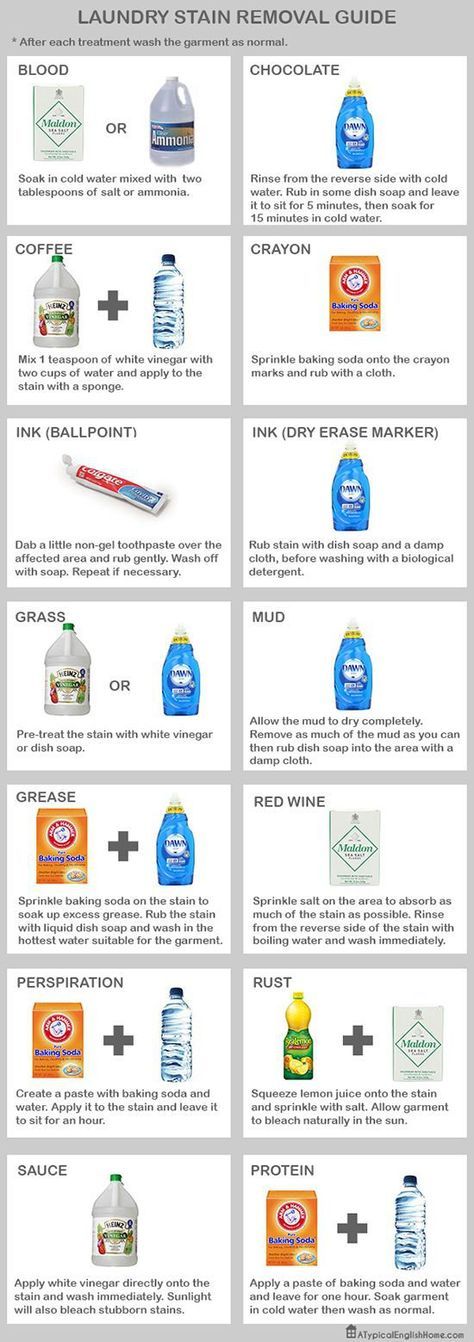 LAUNDRY STAIN REMOVAL GUIDE
* After each treatment wash the garment as normal.
BLOOD
Maldon
SEA SALT
OR
Ammonia
Soak in cold water mixed with two
tablespoons of salt or ammonia.
CHOCOLATE
DAWN
Rinse from the reverse side with cold
water. Rub in some dish soap and leave
it to sit for 5 minutes, then soak for
15 minutes in cold water.
COFFEE
HEINZ
VINEGAR
Mix 1 teaspoon of white vinegar with
two cups of water and apply to the
stain with a sponge.
CRAYON
ARM & HAMMER
Pure
Baking Soda
Sprinkle baking soda onto the crayon
marks and rub with a cloth.
INK (BALLPOINT)
Colgate
Dab a little non-gel toothpaste over the
affected area and rub gently. Wash off
with soap. Repeat if necessary.
INK (DRY ERASE MARKER)
DAWN
Rub stain with dish soap and a damp
cloth, before washing with a biological
detergent.
GRASS
HEINZ
VINEGAR
OR
DAWN
Pre-treat the stain with white vinegar
or dish soap.
MUD
DAWN
Allow the mud to dry completely.
Remove as much of the mud as you can
then rub dish soap into the area with a
damp cloth.
GREASE
ARM & HAMMER
Pure
Baking Soda
DAWN
Sprinkle baking soda on the stain to
soak up excess grease. Rub the stain
with liquid dish soap and wash in the
hottest water suitable for the garment.
RED WINE
Maldon
SEA SALT
Sprinkle salt on the area to absorb as
much of the stain as possible. Rinse
from the reverse side of the stain with
boiling water and wash immediately.
PERSPIRATION
ARM & HAMMER
Pure
Baking Soda
Create a paste with baking soda and
water. Apply it to the stain and leave it
to sit for an hour.
RUST
ReaLemon
Maldon
SEA SALT
Squeeze lemon juice onto the stain
and sprinkle with salt. Allow garment
to bleach naturally in the sun.
SAUCE
HEINZ
VINEGAR
Apply white vinegar directly onto the
stain and wash immediately. Sunlight
will also bleach stubborn stains.
PROTEIN
ARM & HAMMER
Pure
Baking Soda
Apply a paste of baking soda and water
and leave for one hour. Soak garment
in cold water then wash as normal.
ATypicalEnglishHome.com